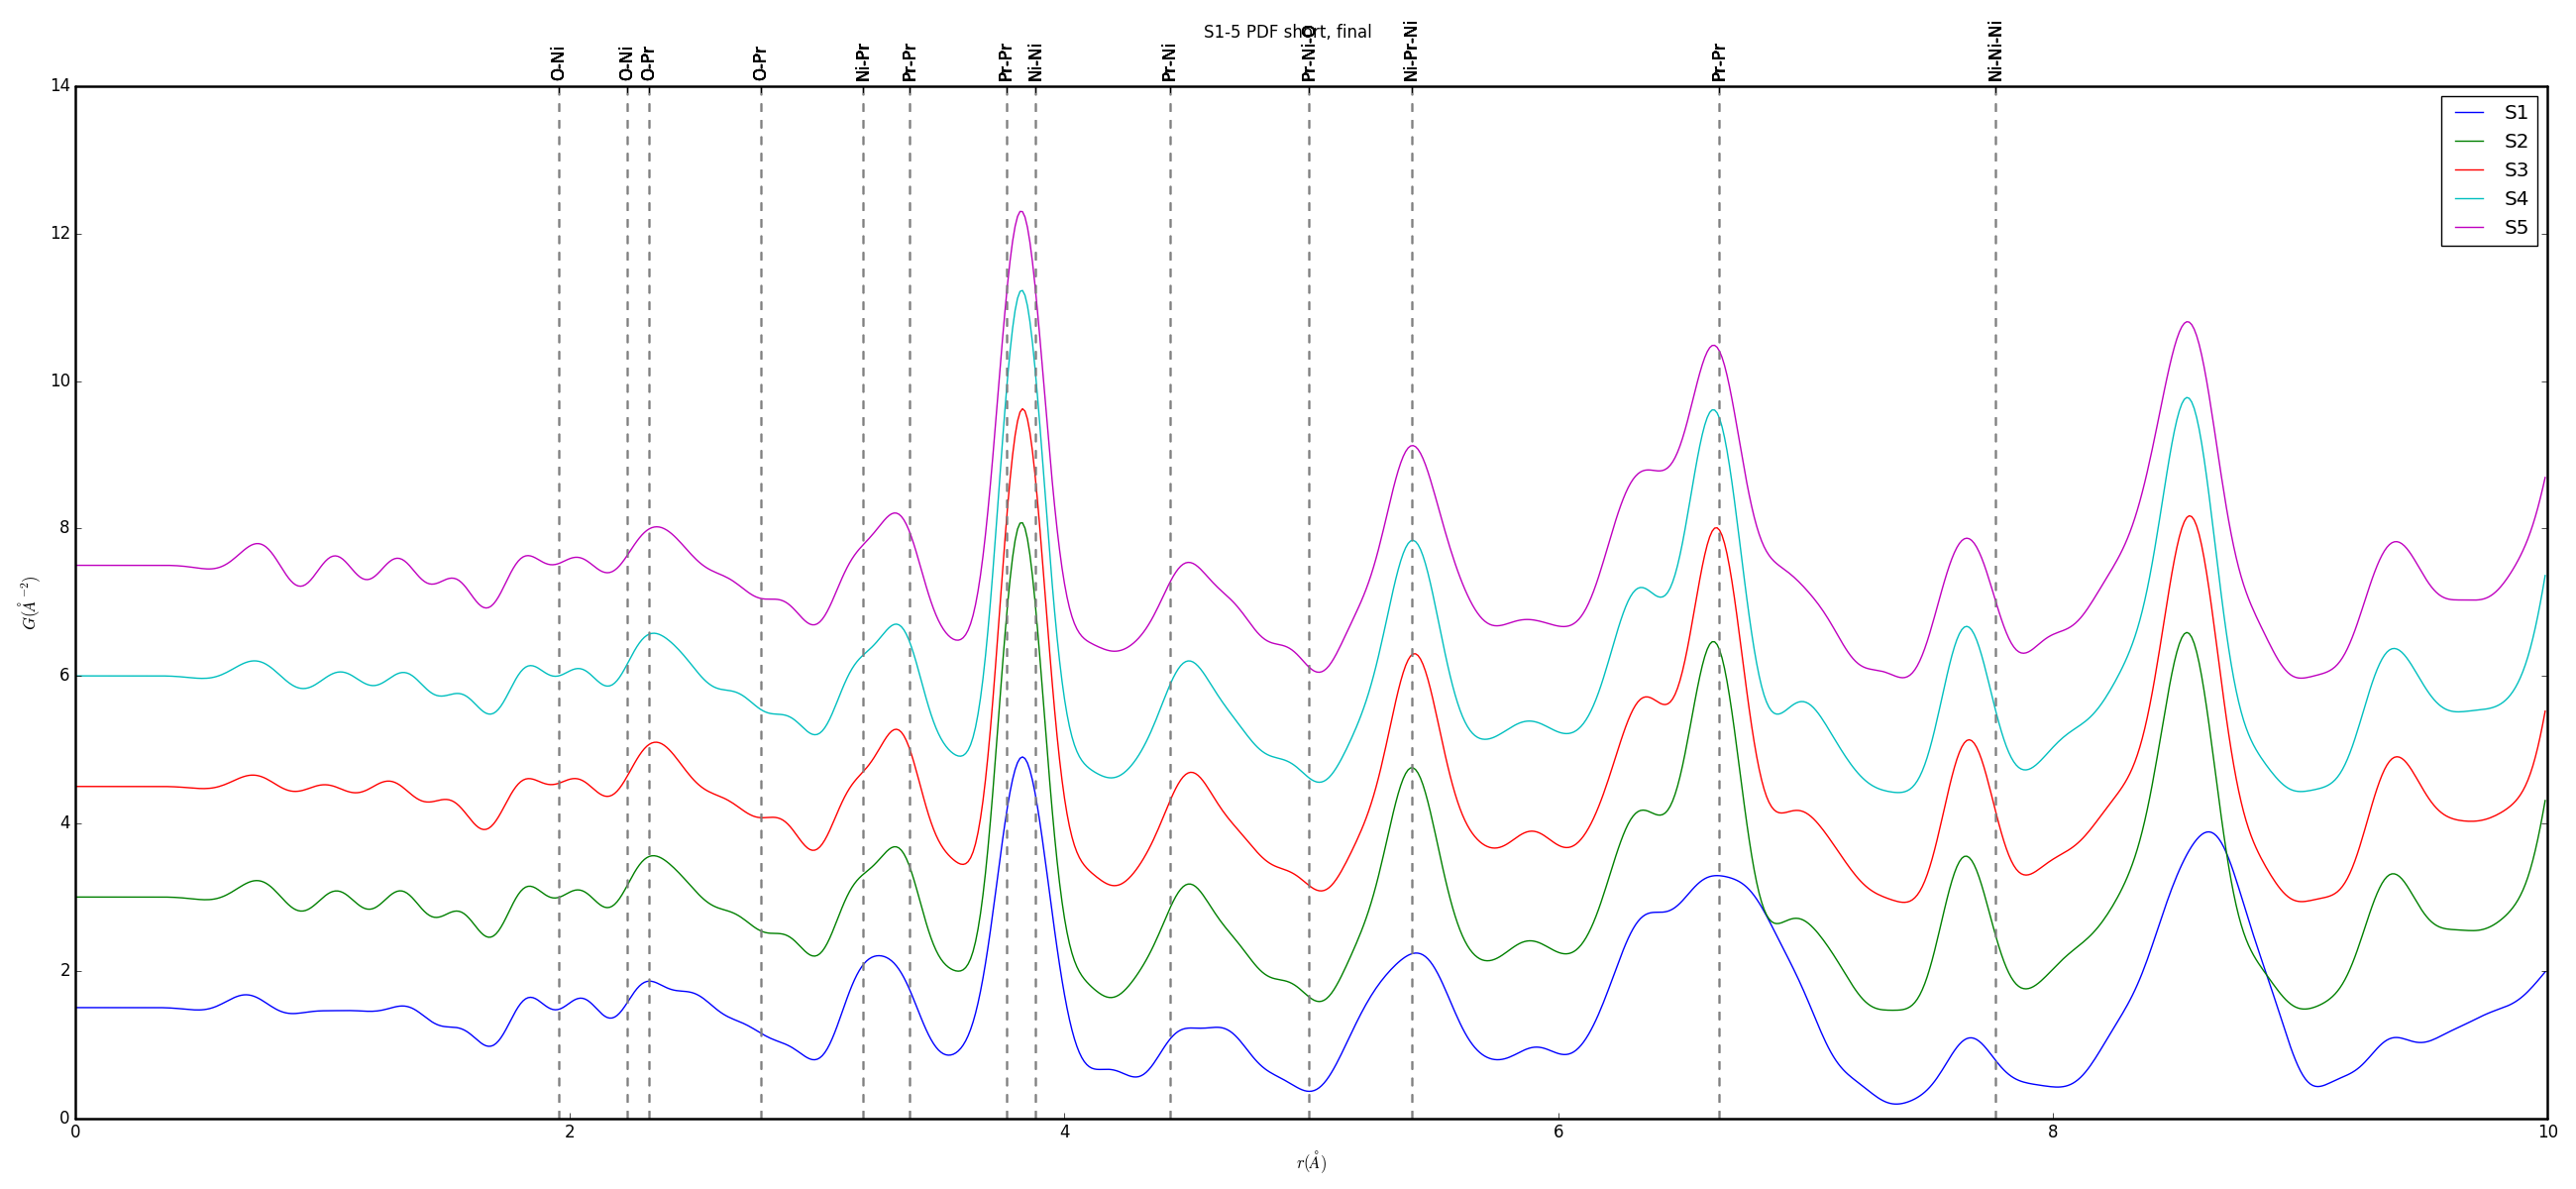 S1-5 PDF short, final
O-Ni
O-Ni
O-Pr
O-Pr
Ni-Pr
Pr-Pr
Pr-Pr
Ni-Ni
Pr-Ni
Pr-Ni-O
Ni-Pr-Ni
Pr-Pr
Ni-Ni-Ni
14
12
10
8
6
4
2
0
G(Å⁻²)
S1
S2
S3
S4
S5
0 2 4 6 8 10
r(Å)